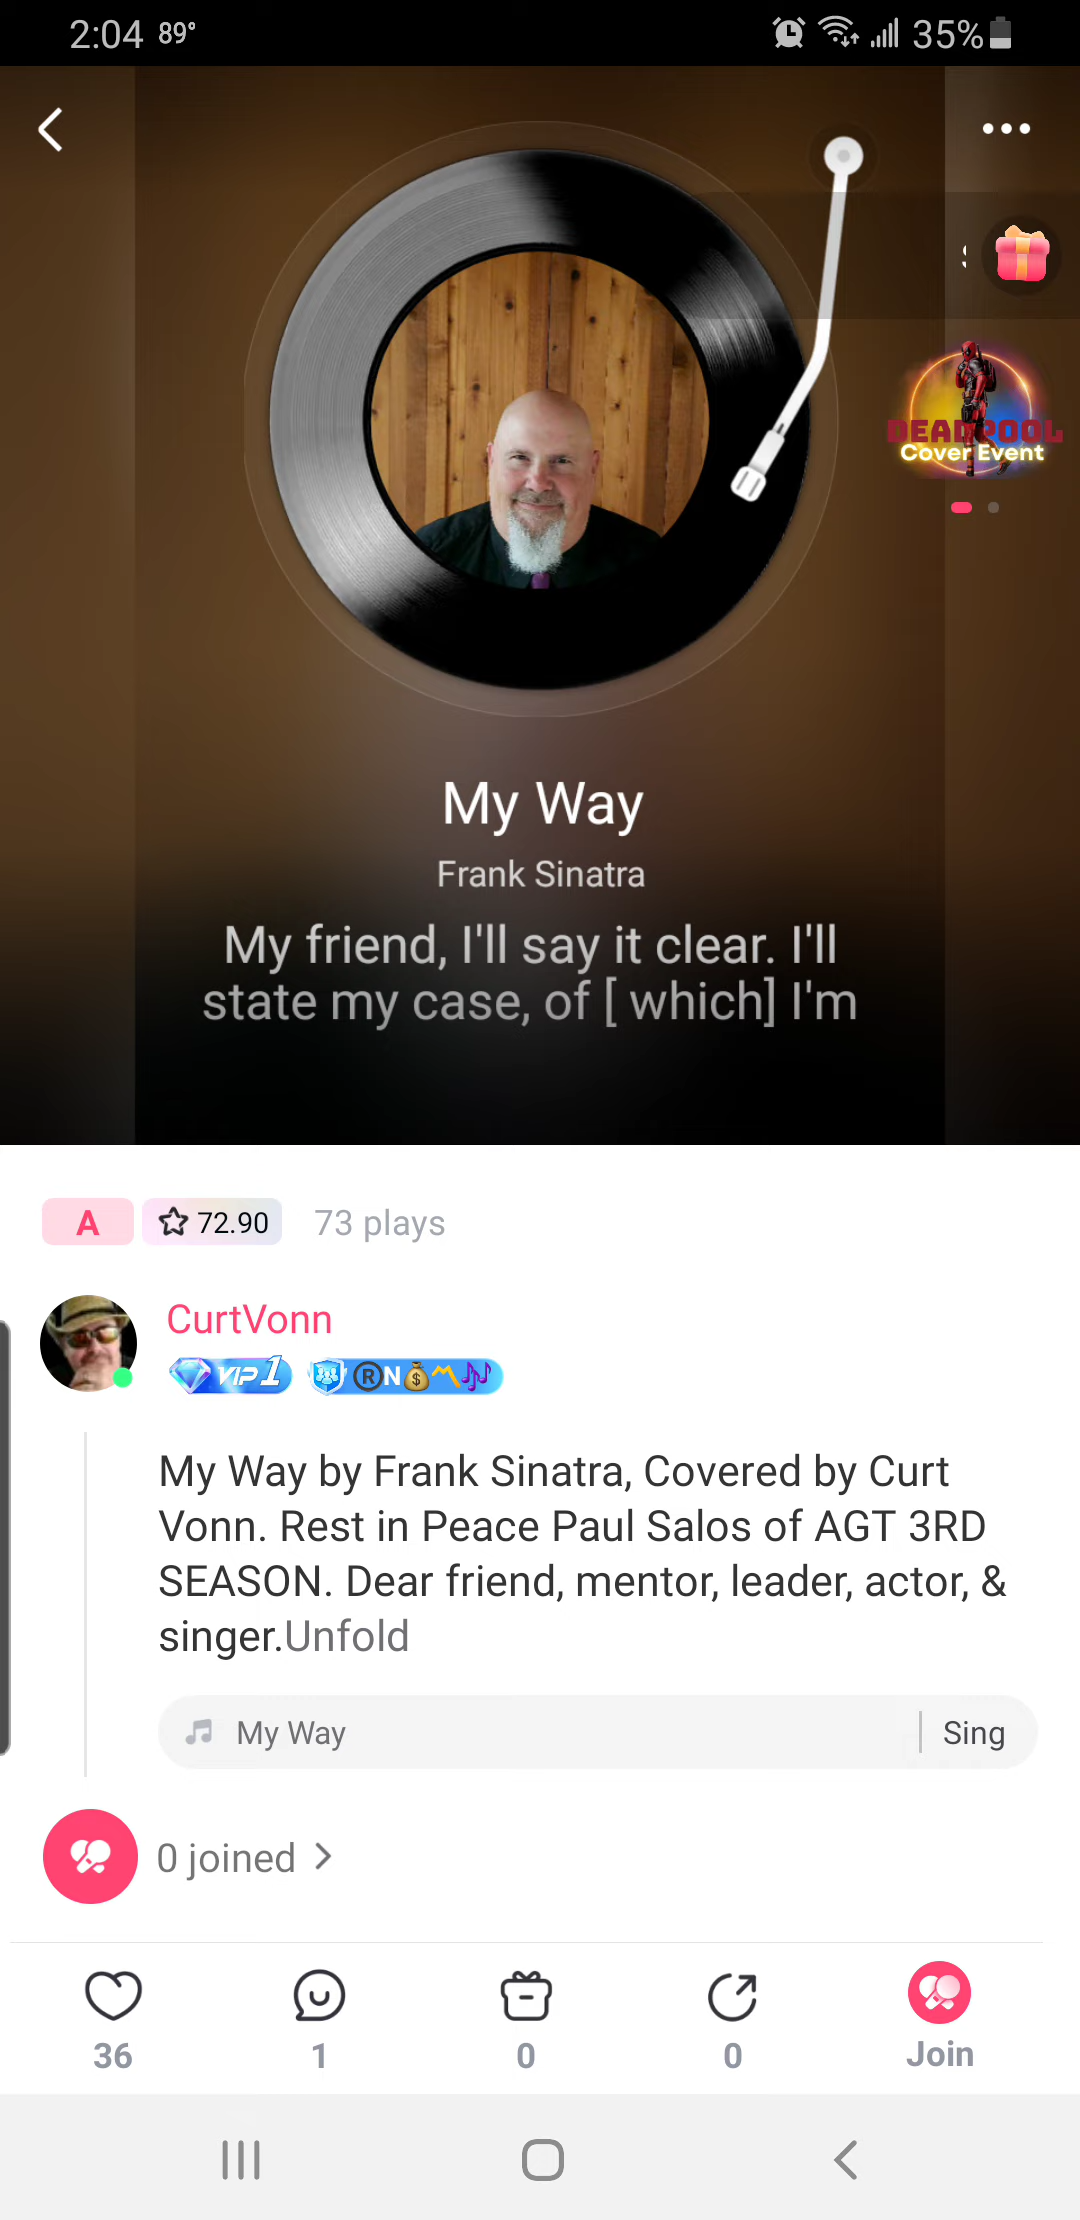 2:04 89° 35%
DEADPOOL
Cover Event
My Way
Frank Sinatra
My friend, I'll say it clear. I'll
state my case, of [ which] I'm
A 72.90 73 plays
CurtVonn
VIP 1 ®N💰〽🎶
My Way by Frank Sinatra, Covered by Curt
Vonn. Rest in Peace Paul Salos of AGT 3RD
SEASON. Dear friend, mentor, leader, actor, &
singer.Unfold
My Way Sing
0 joined >
36 1 0 0 Join